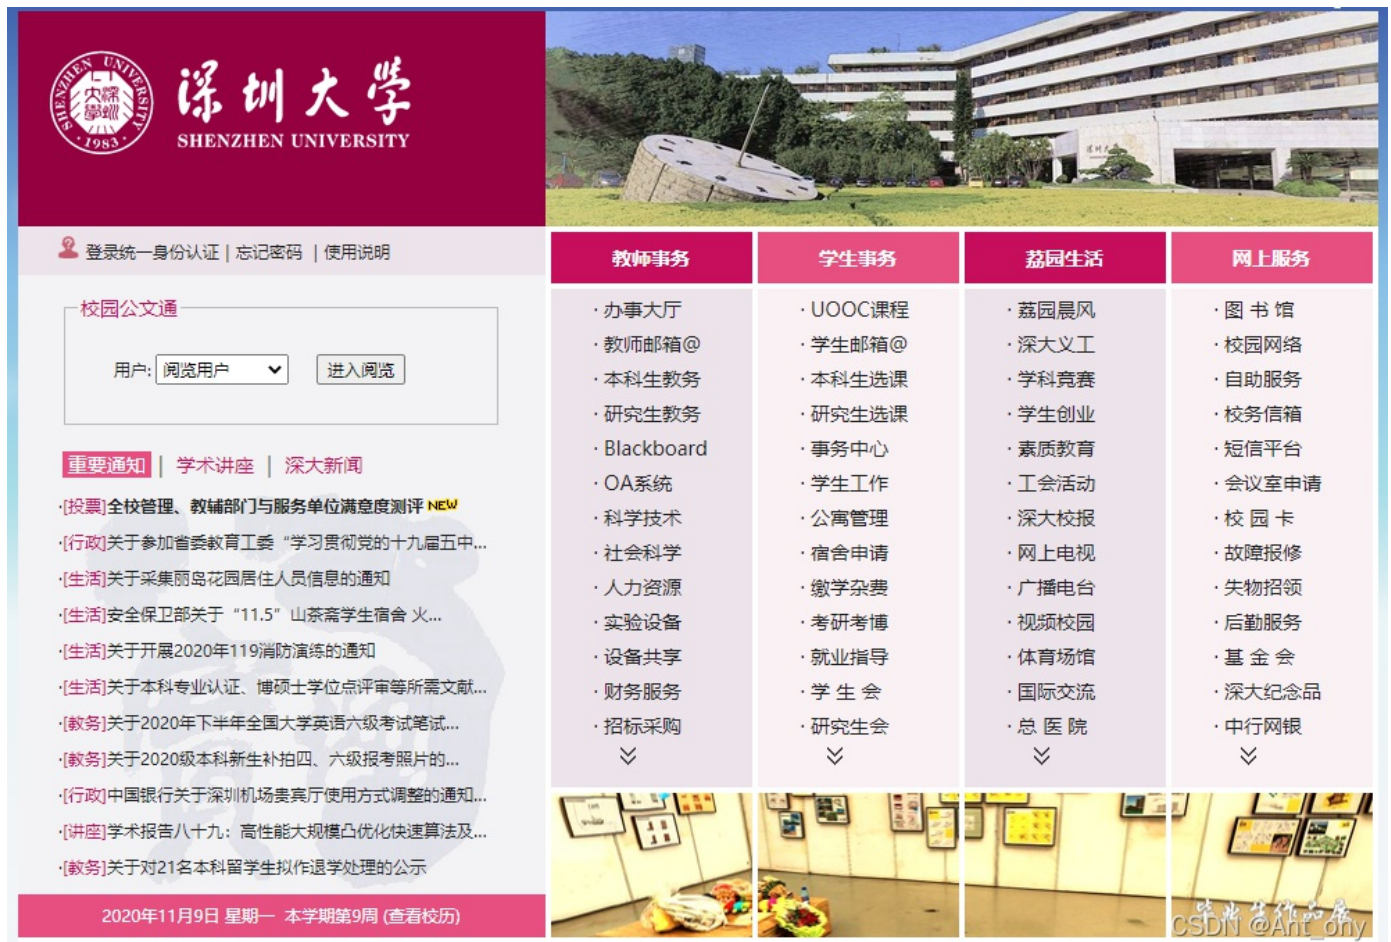 SHENZHEN UNIVERSITY
1983
深圳大学
SHENZHEN UNIVERSITY
深圳大
登录统一身份认证 | 忘记密码 | 使用说明
校园公文通
用户: 阅览用户 进入阅览
重要通知 | 学术讲座 | 深大新闻
·[投票]全校管理、教辅部门与服务单位满意度测评 NEW
·[行政]关于参加省委教育工委“学习贯彻党的十九届五中...
·[生活]关于采集丽岛花园居住人员信息的通知
·[生活]安全保卫部关于“11.5”山茶斋学生宿舍 火...
·[生活]关于开展2020年119消防演练的通知
·[生活]关于本科专业认证、博硕士学位点评审等所需文献...
·[教务]关于2020年下半年全国大学英语六级考试笔试...
·[教务]关于2020级本科新生补拍四、六级报考照片的...
·[行政]中国银行关于深圳机场贵宾厅使用方式调整的通知...
·[讲座]学术报告八十九：高性能大规模凸优化快速算法及...
·[教务]关于对21名本科留学生拟作退学处理的公示
2020年11月9日 星期一 本学期第9周 (查看校历)
教师事务
· 办事大厅
· 教师邮箱@
· 本科生教务
· 研究生教务
· Blackboard
· OA系统
· 科学技术
· 社会科学
· 人力资源
· 实验设备
· 设备共享
· 财务服务
· 招标采购
学生事务
· UOOC课程
· 学生邮箱@
· 本科生选课
· 研究生选课
· 事务中心
· 学生工作
· 公寓管理
· 宿舍申请
· 缴学杂费
· 考研考博
· 就业指导
· 学 生 会
· 研究生会
荔园生活
· 荔园晨风
· 深大义工
· 学科竞赛
· 学生创业
· 素质教育
· 工会活动
· 深大校报
· 网上电视
· 广播电台
· 视频校园
· 体育场馆
· 国际交流
· 总 医 院
网上服务
· 图 书 馆
· 校园网络
· 自助服务
· 校务信箱
· 短信平台
· 会议室申请
· 校 园 卡
· 故障报修
· 失物招领
· 后勤服务
· 基 金 会
· 深大纪念品
· 中行网银
毕业生作品展
CSDN @Ant_ony